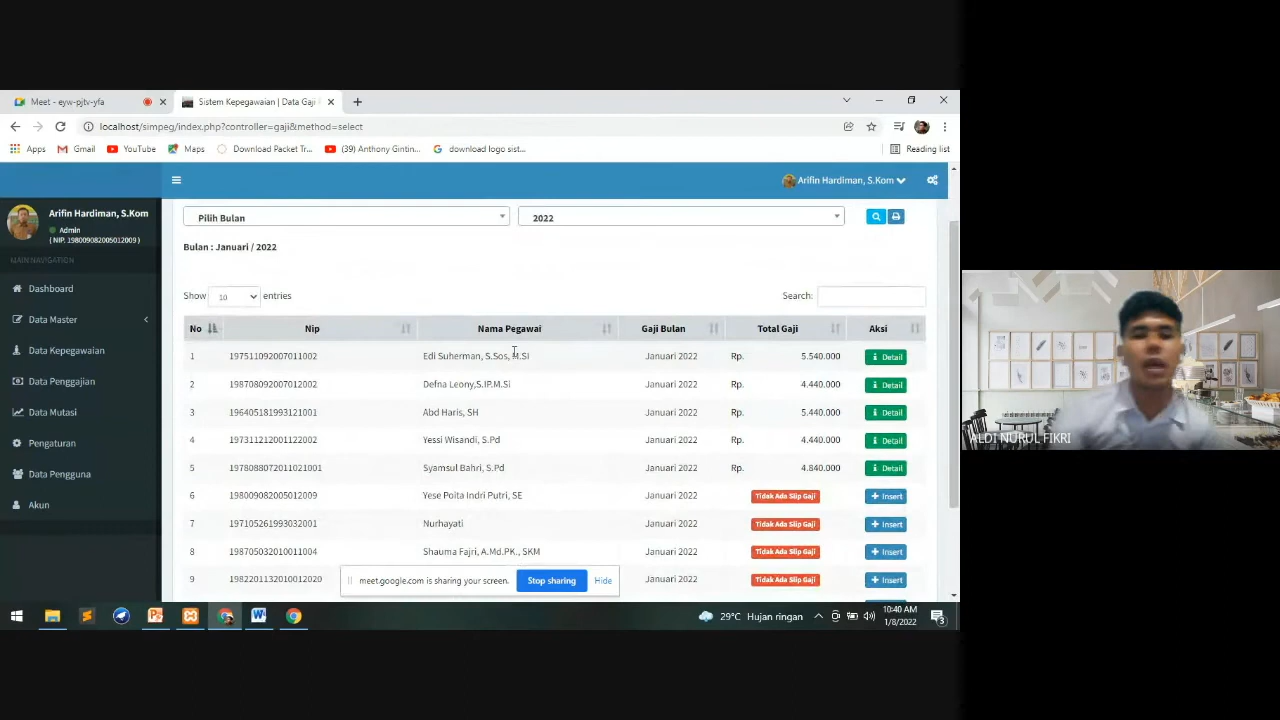 Meet - eyw-pjtv-yfa
Sistem Kepegawaian | Data Gaji
localhost/simpeg/index.php?controller=gaji&method=select
Apps Gmail YouTube Maps Download Packet Tr... (39) Anthony Gintin... download logo sist... Reading list
Arifin Hardiman, S.Kom
Arifin Hardiman, S.Kom
Admin
( NIP. 198009082005012009 )
MAIN NAVIGATION
Dashboard
Data Master
Data Kepegawaian
Data Penggajian
Data Mutasi
Pengaturan
Data Pengguna
Akun
Pilih Bulan 2022
Bulan : Januari / 2022
Show 10 entries Search:
No Nip Nama Pegawai Gaji Bulan Total Gaji Aksi
1 197511092007011002 Edi Suherman, S.Sos, M.SI Januari 2022 Rp. 5.540.000 Detail
2 198708092007012002 Defna Leony,S.IP.M.Si Januari 2022 Rp. 4.440.000 Detail
3 196405181993121001 Abd Haris, SH Januari 2022 Rp. 5.440.000 Detail
4 197311212001122002 Yessi Wisandi, S.Pd Januari 2022 Rp. 4.440.000 Detail
5 1978088072011021001 Syamsul Bahri, S.Pd Januari 2022 Rp. 4.840.000 Detail
6 198009082005012009 Yese Poita Indri Putri, SE Januari 2022 Tidak Ada Slip Gaji Insert
7 197105261993032001 Nurhayati Januari 2022 Tidak Ada Slip Gaji Insert
8 198705032010011004 Shauma Fajri, A.Md.PK., SKM Januari 2022 Tidak Ada Slip Gaji Insert
9 1982201132010012020 Januari 2022 Tidak Ada Slip Gaji Insert
meet.google.com is sharing your screen. Stop sharing Hide
29°C Hujan ringan
10:40 AM
1/8/2022
3
ALDI NURUL FIKRI